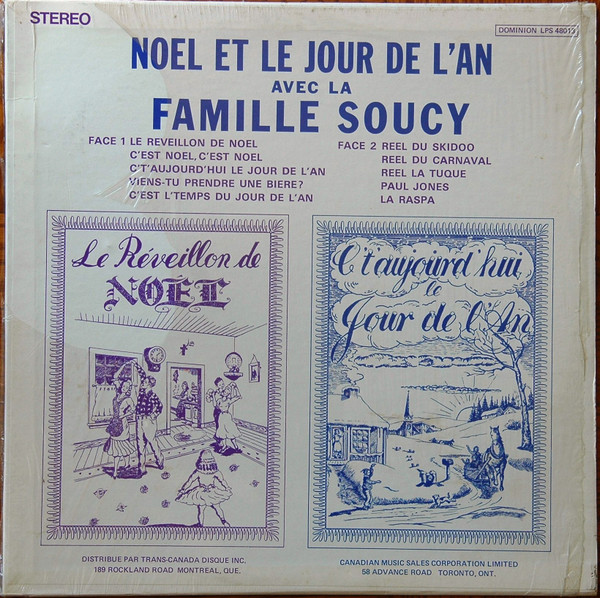 STEREO
DOMINION LPS 48013
NOEL ET LE JOUR DE L'AN
AVEC LA
FAMILLE SOUCY
FACE 1 LE REVEILLON DE NOEL
C'EST NOEL, C'EST NOEL
C'T'AUJOURD'HUI LE JOUR DE L'AN
VIENS-TU PRENDRE UNE BIERE?
C'EST L'TEMPS DU JOUR DE L'AN
FACE 2 REEL DU SKIDOO
REEL DU CARNAVAL
REEL LA TUQUE
PAUL JONES
LA RASPA
Le Réveillon de
NOËL
C't aujourd'hui
le
Jour de l'An
DISTRIBUE PAR TRANS-CANADA DISQUE INC.
189 ROCKLAND ROAD MONTREAL, QUE.
CANADIAN MUSIC SALES CORPORATION LIMITED
58 ADVANCE ROAD TORONTO, ONT.